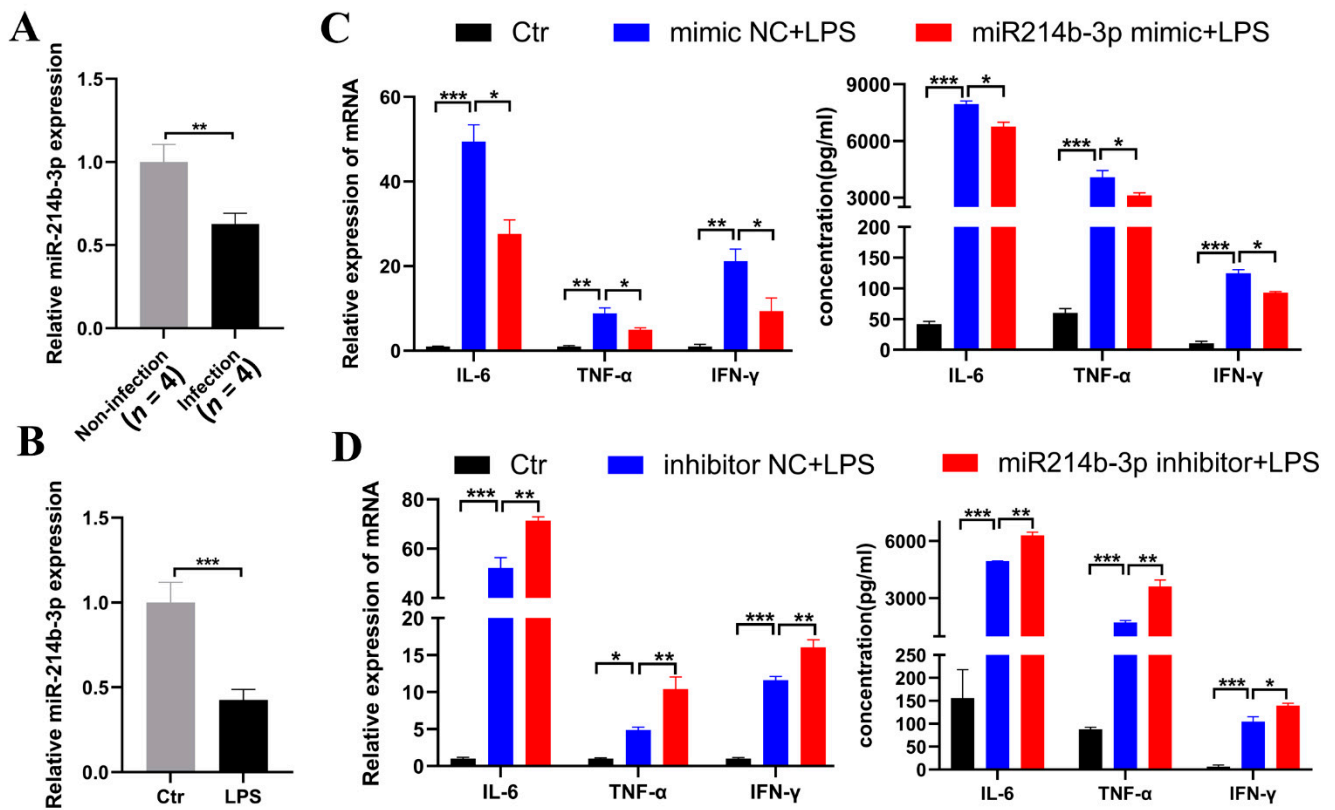 A
Relative miR-214b-3p expression
1.5
1.0
0.5
0.0
**
Non-infection
(n = 4)
Infection
(n = 4)
B
Relative miR-214b-3p expression
1.5
1.0
0.5
0.0
***
Ctr
LPS
C
Ctr
mimic NC+LPS
miR214b-3p mimic+LPS
Relative expression of mRNA
60
40
20
0
*** *
** *
** *
IL-6
TNF-α
IFN-γ
concentration(pg/ml)
9000
6000
3000
200
150
100
50
0
*** *
*** *
*** *
IL-6
TNF-α
IFN-γ
D
Ctr
inhibitor NC+LPS
miR214b-3p inhibitor+LPS
Relative expression of mRNA
80
60
40
20
15
10
5
0
*** **
* **
*** **
IL-6
TNF-α
IFN-γ
concentration(pg/ml)
6000
3000
250
200
150
100
50
0
*** **
*** **
*** *
IL-6
TNF-α
IFN-γ